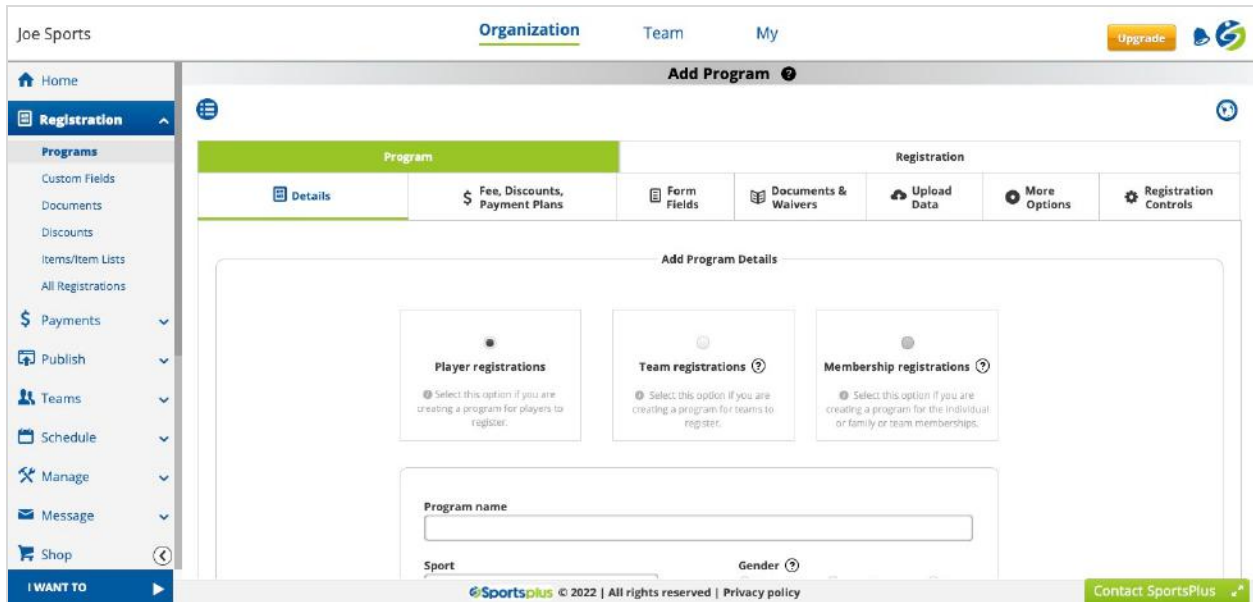 Joe Sports
Organization
Team
My
Upgrade
Home
Registration
Programs
Custom Fields
Documents
Discounts
Items/Item Lists
All Registrations
Payments
Publish
Teams
Schedule
Manage
Message
Shop
I WANT TO
Add Program
Program
Registration
Details
Fee, Discounts,
Payment Plans
Form
Fields
Documents &
Waivers
Upload
Data
More
Options
Registration
Controls
Add Program Details
Player registrations
Select this option if you are
creating a program for players to
register.
Team registrations
Select this option if you are
creating a program for teams to
register.
Membership registrations
Select this option if you are
creating a program for the individual
or family or team memberships.
Program name
Sport
Gender
Sportsplus © 2022 | All rights reserved | Privacy policy
Contact SportsPlus